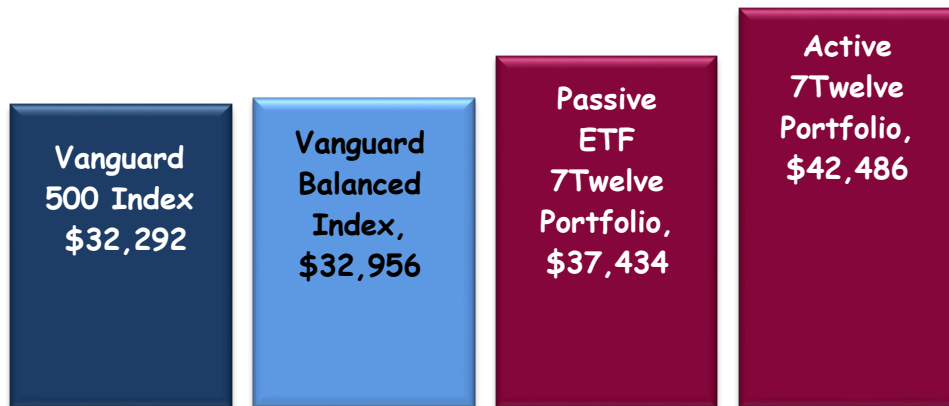 Vanguard
500 Index
$32,292
Vanguard
Balanced
Index,
$32,956
Passive
ETF
7Twelve
Portfolio,
$37,434
Active
7Twelve
Portfolio,
$42,486